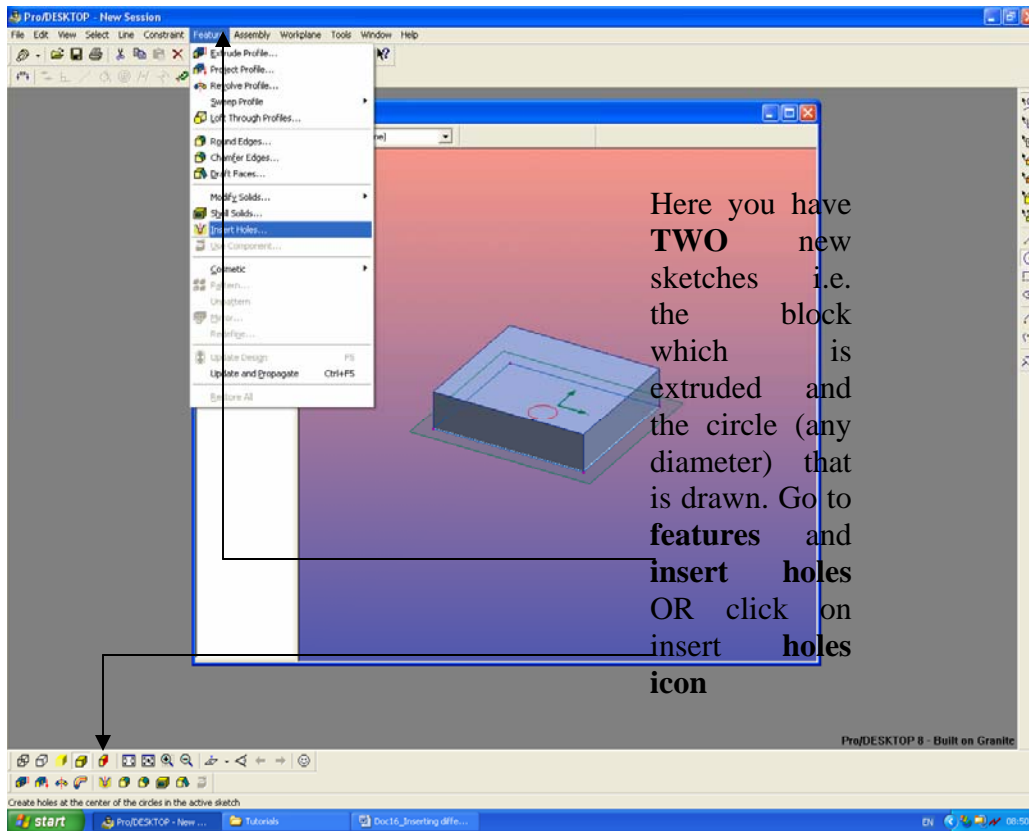 Pro/DESKTOP - New Session
File Edit View Select Line Constraint Feature Assembly Workplane Tools Window Help
Extrude Profile...
Project Profile...
Revolve Profile...
Sweep Profile
Loft Through Profiles...
Round Edges...
Chamfer Edges...
Draft Faces...
Modify Solids...
Shell Solids...
Insert Holes...
Use Component...
Cosmetic
Pattern...
Unpattern
Mirror...
Redefine...
Update Design F5
Update and Propagate Ctrl+F5
Restore All
Here you have
TWO new
sketches i.e.
the block
which is
extruded and
the circle (any
diameter) that
is drawn. Go to
features and
insert holes
OR click on
insert holes
icon
Pro/DESKTOP 8 - Built on Granite
Create holes at the center of the circles in the active sketch
start Pro/DESKTOP - New ... Tutorials Doc16_Inserting diffe... EN 08:50